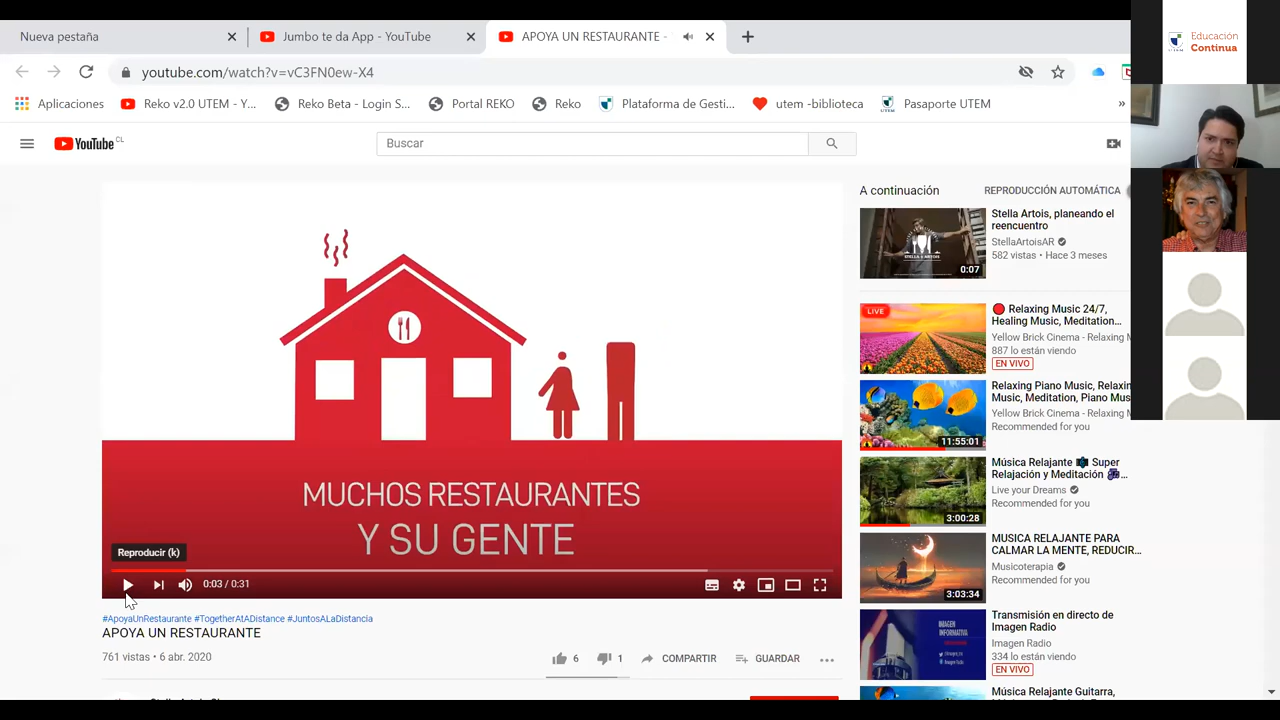 Nueva pestaña
Jumbo te da App - YouTube
APOYA UN RESTAURANTE -
youtube.com/watch?v=vC3FN0ew-X4
Aplicaciones
Reko v2.0 UTEM - Y...
Reko Beta - Login S...
Portal REKO
Reko
Plataforma de Gesti...
utem -biblioteca
Pasaporte UTEM
»
YouTube CL
Buscar
MUCHOS RESTAURANTES
Y SU GENTE
Reproducir (k)
0:03 / 0:31
#ApoyaUnRestaurante #TogetherAtADistance #JuntosALaDistancia
APOYA UN RESTAURANTE
761 vistas • 6 abr. 2020
6
1
COMPARTIR
GUARDAR
A continuación
REPRODUCCIÓN AUTOMÁTICA
STELLA ARTOIS
0:07
Stella Artois, planeando el
reencuentro
StellaArtoisAR
582 vistas • Hace 3 meses
LIVE
Relaxing Music 24/7,
Healing Music, Meditation...
Yellow Brick Cinema - Relaxing M
887 lo están viendo
EN VIVO
11:55:01
Relaxing Piano Music, Relaxin
Music, Meditation, Piano Mus
Yellow Brick Cinema - Relaxing M
Recommended for you
3:00:28
Música Relajante Super
Relajación y Meditación ...
Live your Dreams
Recommended for you
3:03:34
MUSICA RELAJANTE PARA
CALMAR LA MENTE, REDUCIR...
Musicoterapia
Recommended for you
IMAGEN
INFORMATIVA
Transmisión en directo de
Imagen Radio
Imagen Radio
334 lo están viendo
EN VIVO
Música Relajante Guitarra,
Educación
Continua